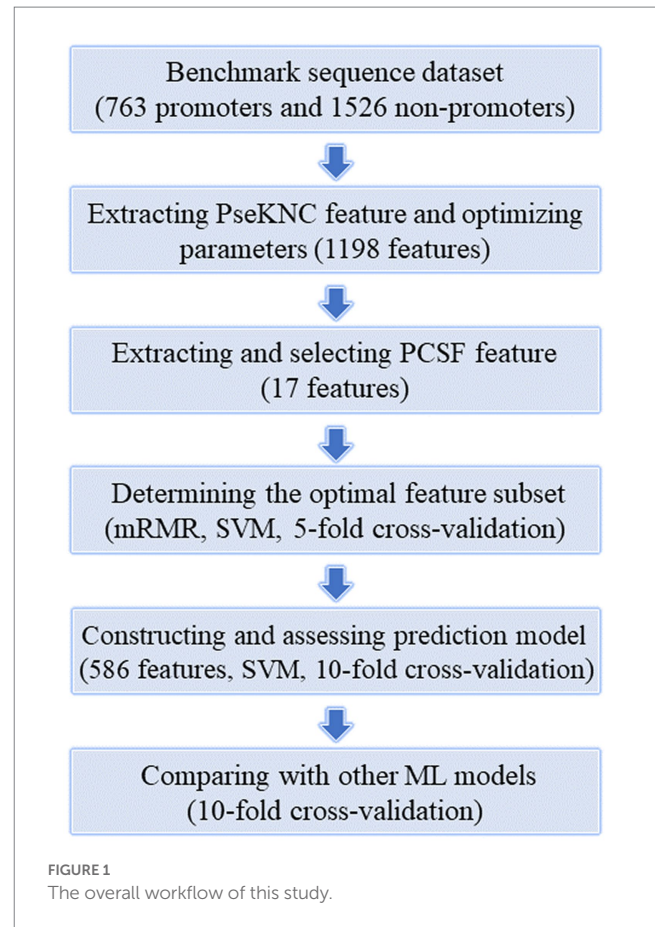 Benchmark sequence dataset
(763 promoters and 1526 non-promoters)
Extracting PseKNC feature and optimizing
parameters (1198 features)
Extracting and selecting PCSF feature
(17 features)
Determining the optimal feature subset
(mRMR, SVM, 5-fold cross-validation)
Constructing and assessing prediction model
(586 features, SVM, 10-fold cross-validation)
Comparing with other ML models
(10-fold cross-validation)
FIGURE 1
The overall workflow of this study.